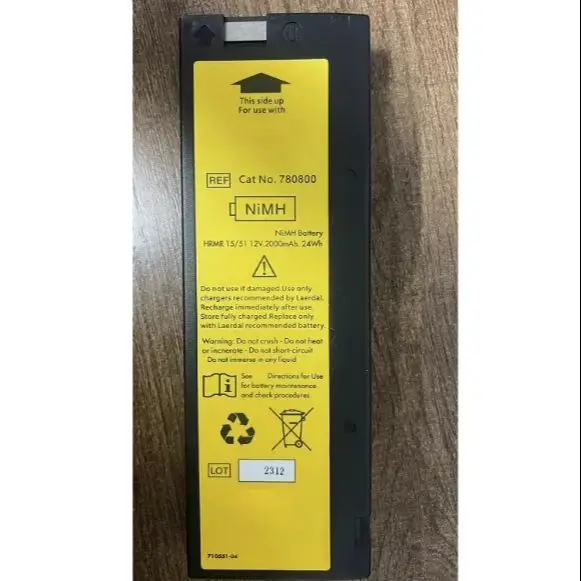 This side up
For use with
REF Cat No. 780800
NiMH
NiMH Battery
HRMR 15/51 12V, 2000mAh, 24Wh
Do not use if damaged.Use only
chargers recommended by Laerdal.
Recharge immediately after use.
Store fully charged.Replace only
with Laerdal recommended battery.
Warning: Do not crush - Do not heat
or incinerate - Do not short-circuit
Do not immerse in any liquid
See Directions for Use
for battery maintenance
and check procedures
LOT 2312